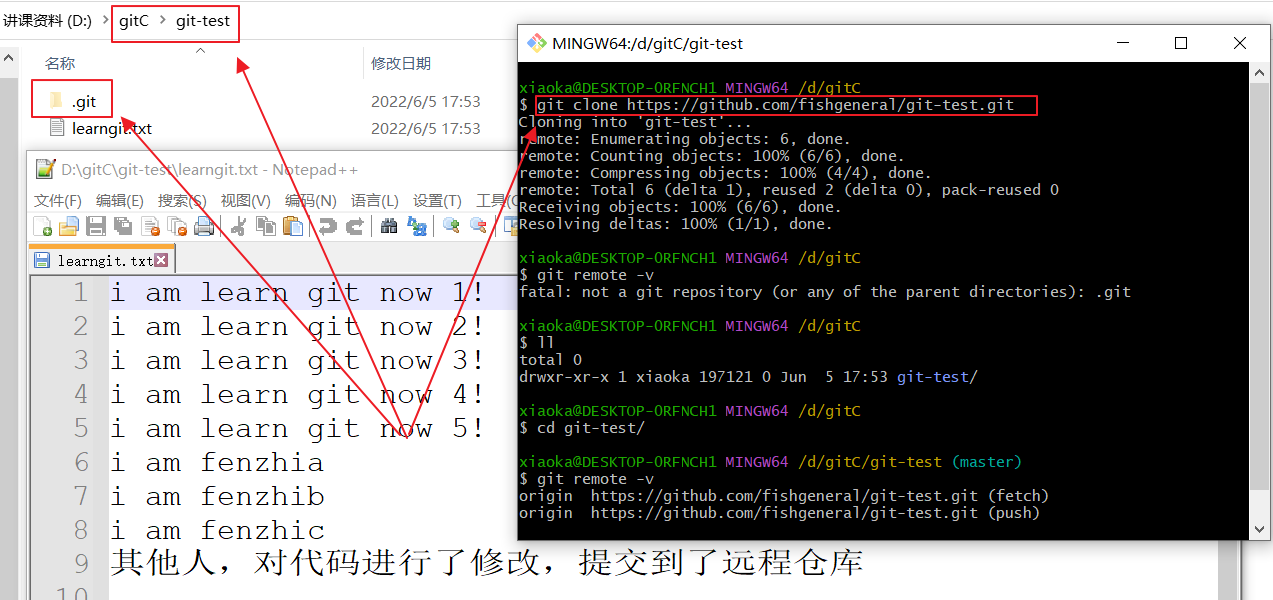 讲课资料 (D:) > gitC > git-test
名称 修改日期
.git 2022/6/5 17:53
learngit.txt 2022/6/5 17:53
D:\gitC\git-test\learngit.txt - Notepad++
文件(F) 编辑(E) 搜索(S) 视图(V) 编码(N) 语言(L) 设置(T) 工具(O
learngit.txt
1 i am learn git now 1!
2 i am learn git now 2!
3 i am learn git now 3!
4 i am learn git now 4!
5 i am learn git now 5!
6 i am fenzhia
7 i am fenzhib
8 i am fenzhic
9 其他人，对代码进行了修改，提交到了远程仓库
10
MINGW64:/d/gitC/git-test
xiaoka@DESKTOP-ORFNCH1 MINGW64 /d/gitC
$ git clone https://github.com/fishgeneral/git-test.git
Cloning into 'git-test'...
remote: Enumerating objects: 6, done.
remote: Counting objects: 100% (6/6), done.
remote: Compressing objects: 100% (4/4), done.
remote: Total 6 (delta 1), reused 2 (delta 0), pack-reused 0
Receiving objects: 100% (6/6), done.
Resolving deltas: 100% (1/1), done.
xiaoka@DESKTOP-ORFNCH1 MINGW64 /d/gitC
$ git remote -v
fatal: not a git repository (or any of the parent directories): .git
xiaoka@DESKTOP-ORFNCH1 MINGW64 /d/gitC
$ ll
total 0
drwxr-xr-x 1 xiaoka 197121 0 Jun  5 17:53 git-test/
xiaoka@DESKTOP-ORFNCH1 MINGW64 /d/gitC
$ cd git-test/
xiaoka@DESKTOP-ORFNCH1 MINGW64 /d/gitC/git-test (master)
$ git remote -v
origin  https://github.com/fishgeneral/git-test.git (fetch)
origin  https://github.com/fishgeneral/git-test.git (push)